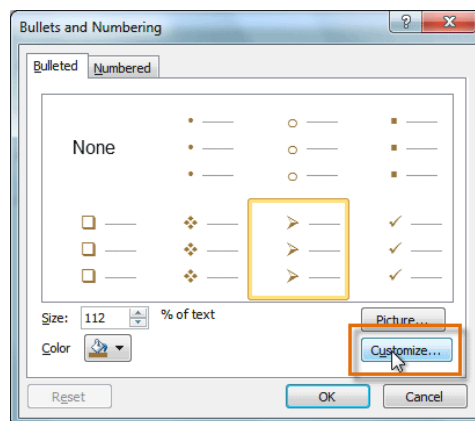 Bullets and Numbering
Bulleted Numbered
None
Size: 112 % of text
Picture...
Color
Customize...
Reset OK Cancel